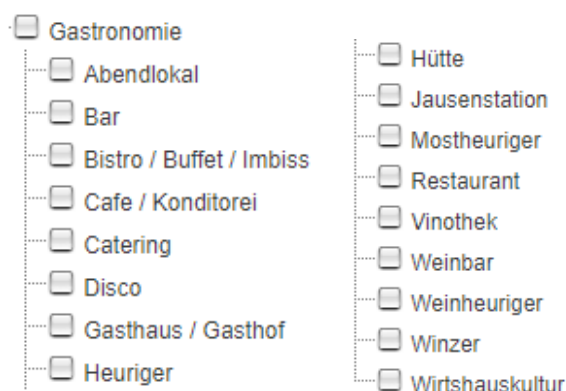 Gastronomie
Abendlokal
Bar
Bistro / Buffet / Imbiss
Cafe / Konditorei
Catering
Disco
Gasthaus / Gasthof
Heuriger
Hütte
Jausenstation
Mostheuriger
Restaurant
Vinothek
Weinbar
Weinheuriger
Winzer
Wirtshauskultur